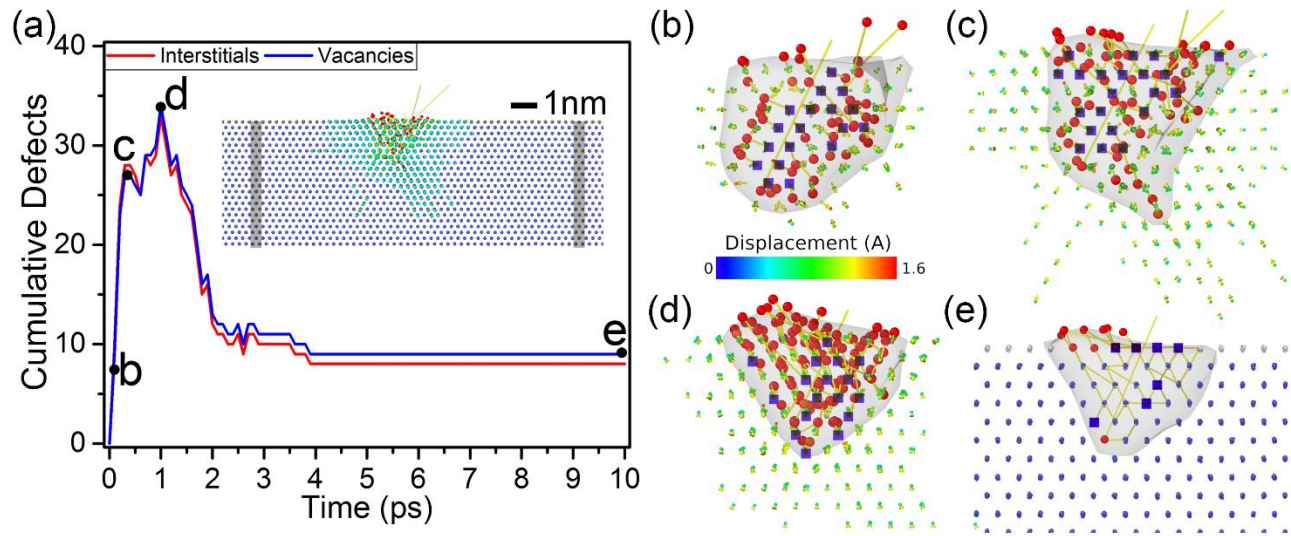 (a)
40
30
20
10
0
Cumulative Defects
Interstitials Vacancies
d
c
b
e
1nm
0 1 2 3 4 5 6 7 8 9 10
Time (ps)
(b)
(c)
Displacement (A)
0 1.6
(d)
(e)